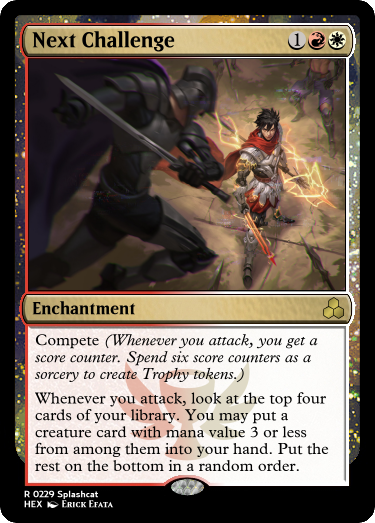 Next Challenge 1
Enchantment
Compete (Whenever you attack, you get a
score counter. Spend six score counters as a
sorcery to create Trophy tokens.)
Whenever you attack, look at the top four
cards of your library. You may put a
creature card with mana value 3 or less
from among them into your hand. Put the
rest on the bottom in a random order.
R 0229 Splashcat
HEX Erick Efata